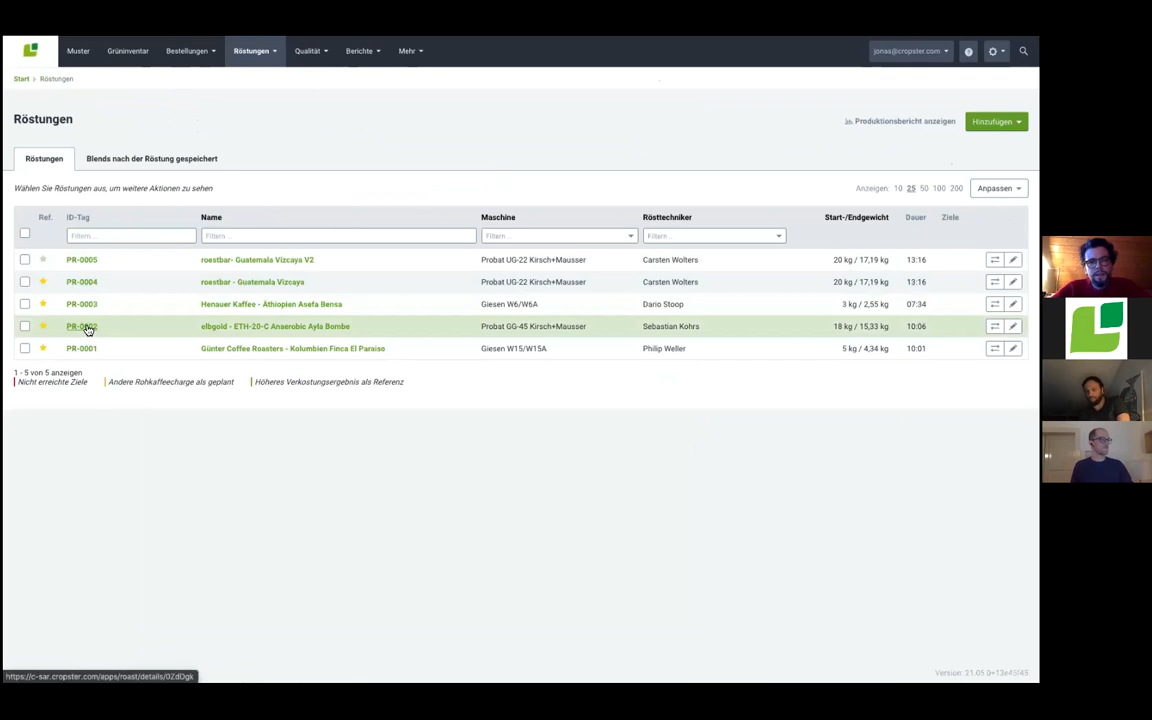 Muster Grüninventar Bestellungen Röstungen Qualität Berichte Mehr jonas@cropster.com
Start Röstungen
Röstungen
Produktionsbericht anzeigen Hinzufügen
Röstungen Blends nach der Röstung gespeichert
Wählen Sie Röstungen aus, um weitere Aktionen zu sehen Anzeigen: 10 25 50 100 200 Anpassen
Ref. ID-Tag Name Maschine Rösttechniker Start-/Endgewicht Dauer Ziele
Filtern ... Filtern ... Filtern ... Filtern ...
PR-0005 roestbar- Guatemala Vizcaya V2 Probat UG-22 Kirsch+Mausser Carsten Wolters 20 kg / 17,19 kg 13:16
PR-0004 roestbar - Guatemala Vizcaya Probat UG-22 Kirsch+Mausser Carsten Wolters 20 kg / 17,19 kg 13:16
PR-0003 Henauer Kaffee - Äthiopien Asefa Bensa Giesen W6/W6A Dario Stoop 3 kg / 2,55 kg 07:34
PR-0002 elbgold - ETH-20-C Anaerobic Ayla Bombe Probat GG-45 Kirsch+Mausser Sebastian Kohrs 18 kg / 15,33 kg 10:06
PR-0001 Günter Coffee Roasters - Kolumbien Finca El Paraiso Giesen W15/W15A Philip Weller 5 kg / 4,34 kg 10:01
1 - 5 von 5 anzeigen
Nicht erreichte Ziele Andere Rohkaffeecharge als geplant Höheres Verkostungsergebnis als Referenz
https://c-sar.cropster.com/apps/roast/details/0ZdDgk Version: 21.05.0+13e45f45